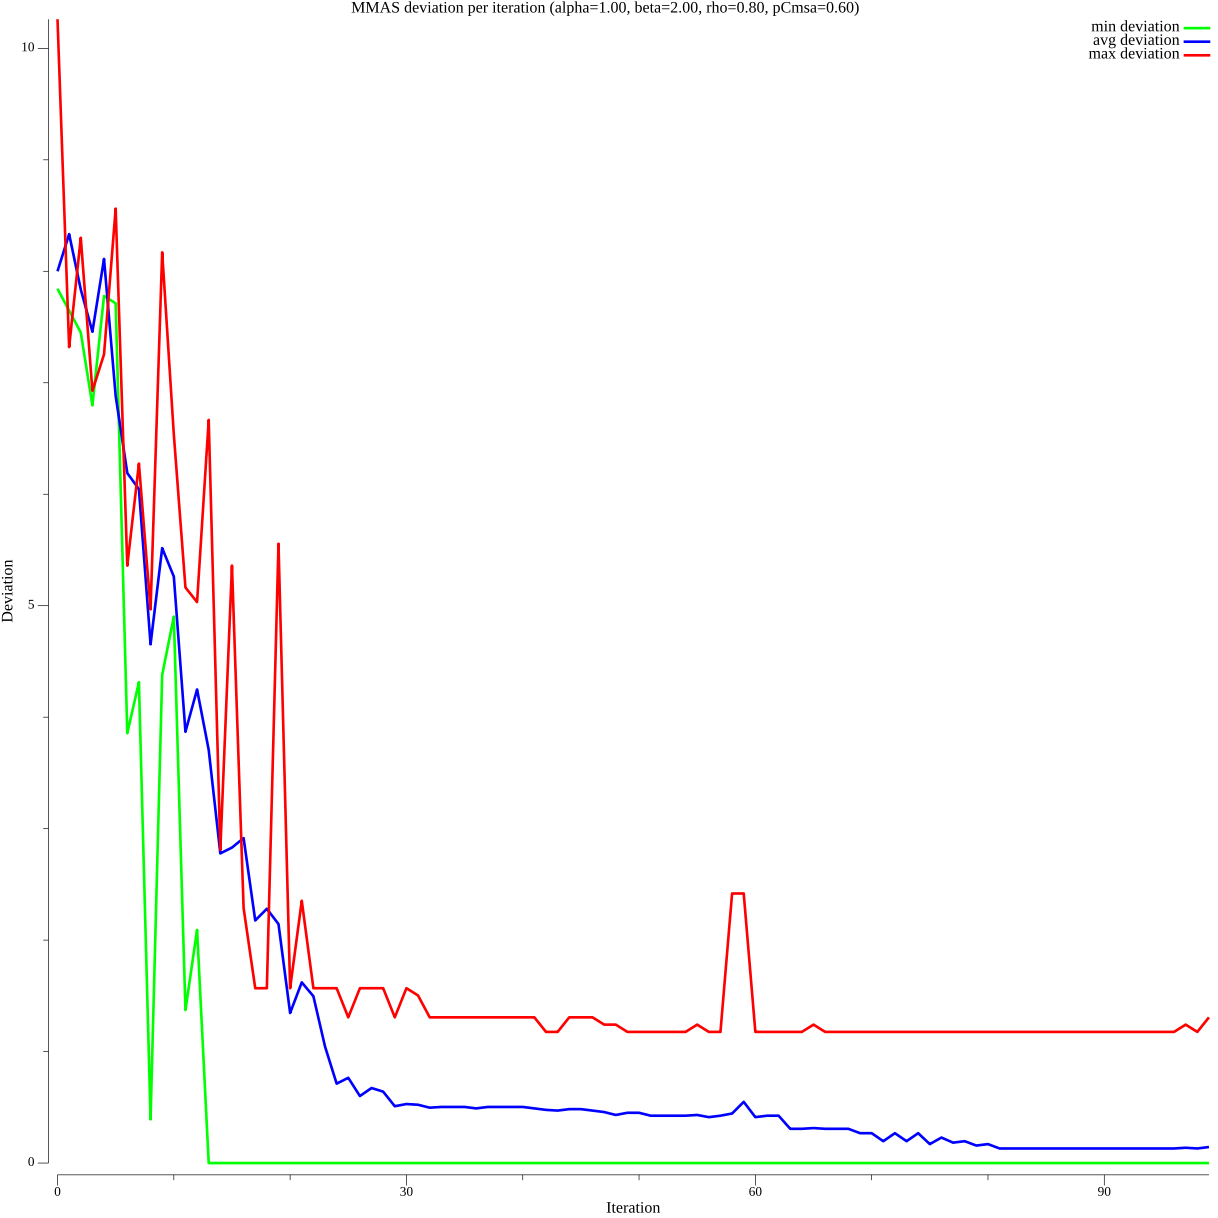 MMAS deviation per iteration (alpha=1.00, beta=2.00, rho=0.80, pCmsa=0.60)
min deviation
avg deviation
max deviation
10
5
0
Deviation
0
30
60
90
Iteration